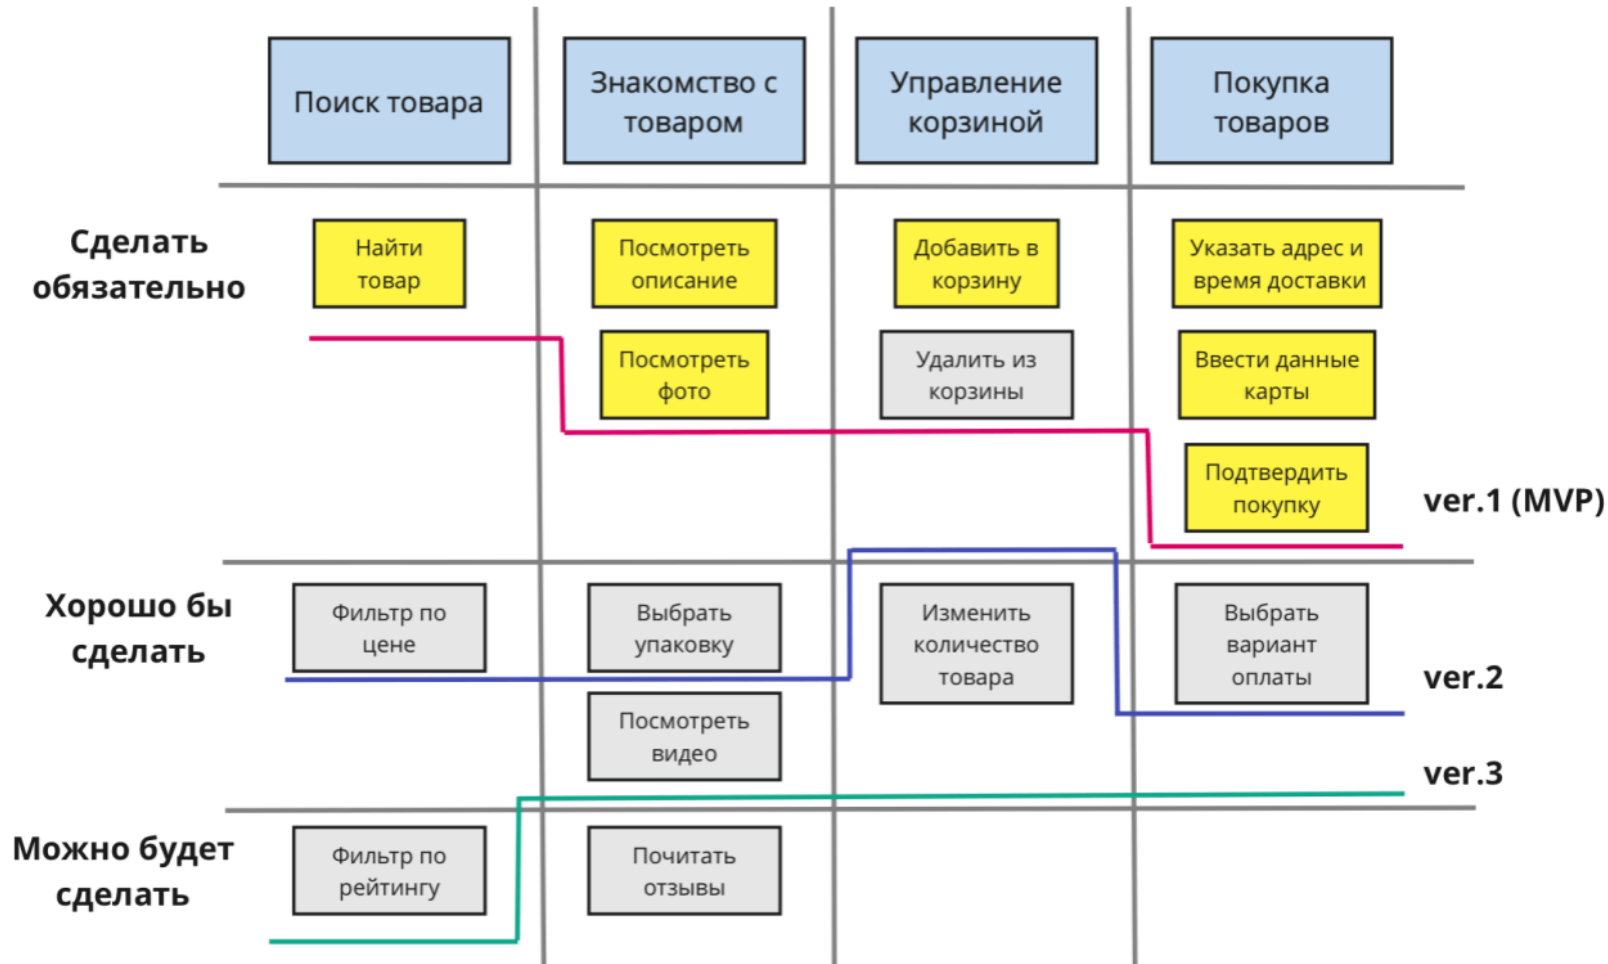 Поиск товара
Знакомство с
товаром
Управление
корзиной
Покупка
товаров
Сделать
обязательно
Найти
товар
Посмотреть
описание
Добавить в
корзину
Указать адрес и
время доставки
Посмотреть
фото
Удалить из
корзины
Ввести данные
карты
Подтвердить
покупку
ver.1 (MVP)
Хорошо бы
сделать
Фильтр по
цене
Выбрать
упаковку
Изменить
количество
товара
Выбрать
вариант
оплаты
ver.2
Посмотреть
видео
ver.3
Можно будет
сделать
Фильтр по
рейтингу
Почитать
отзывы